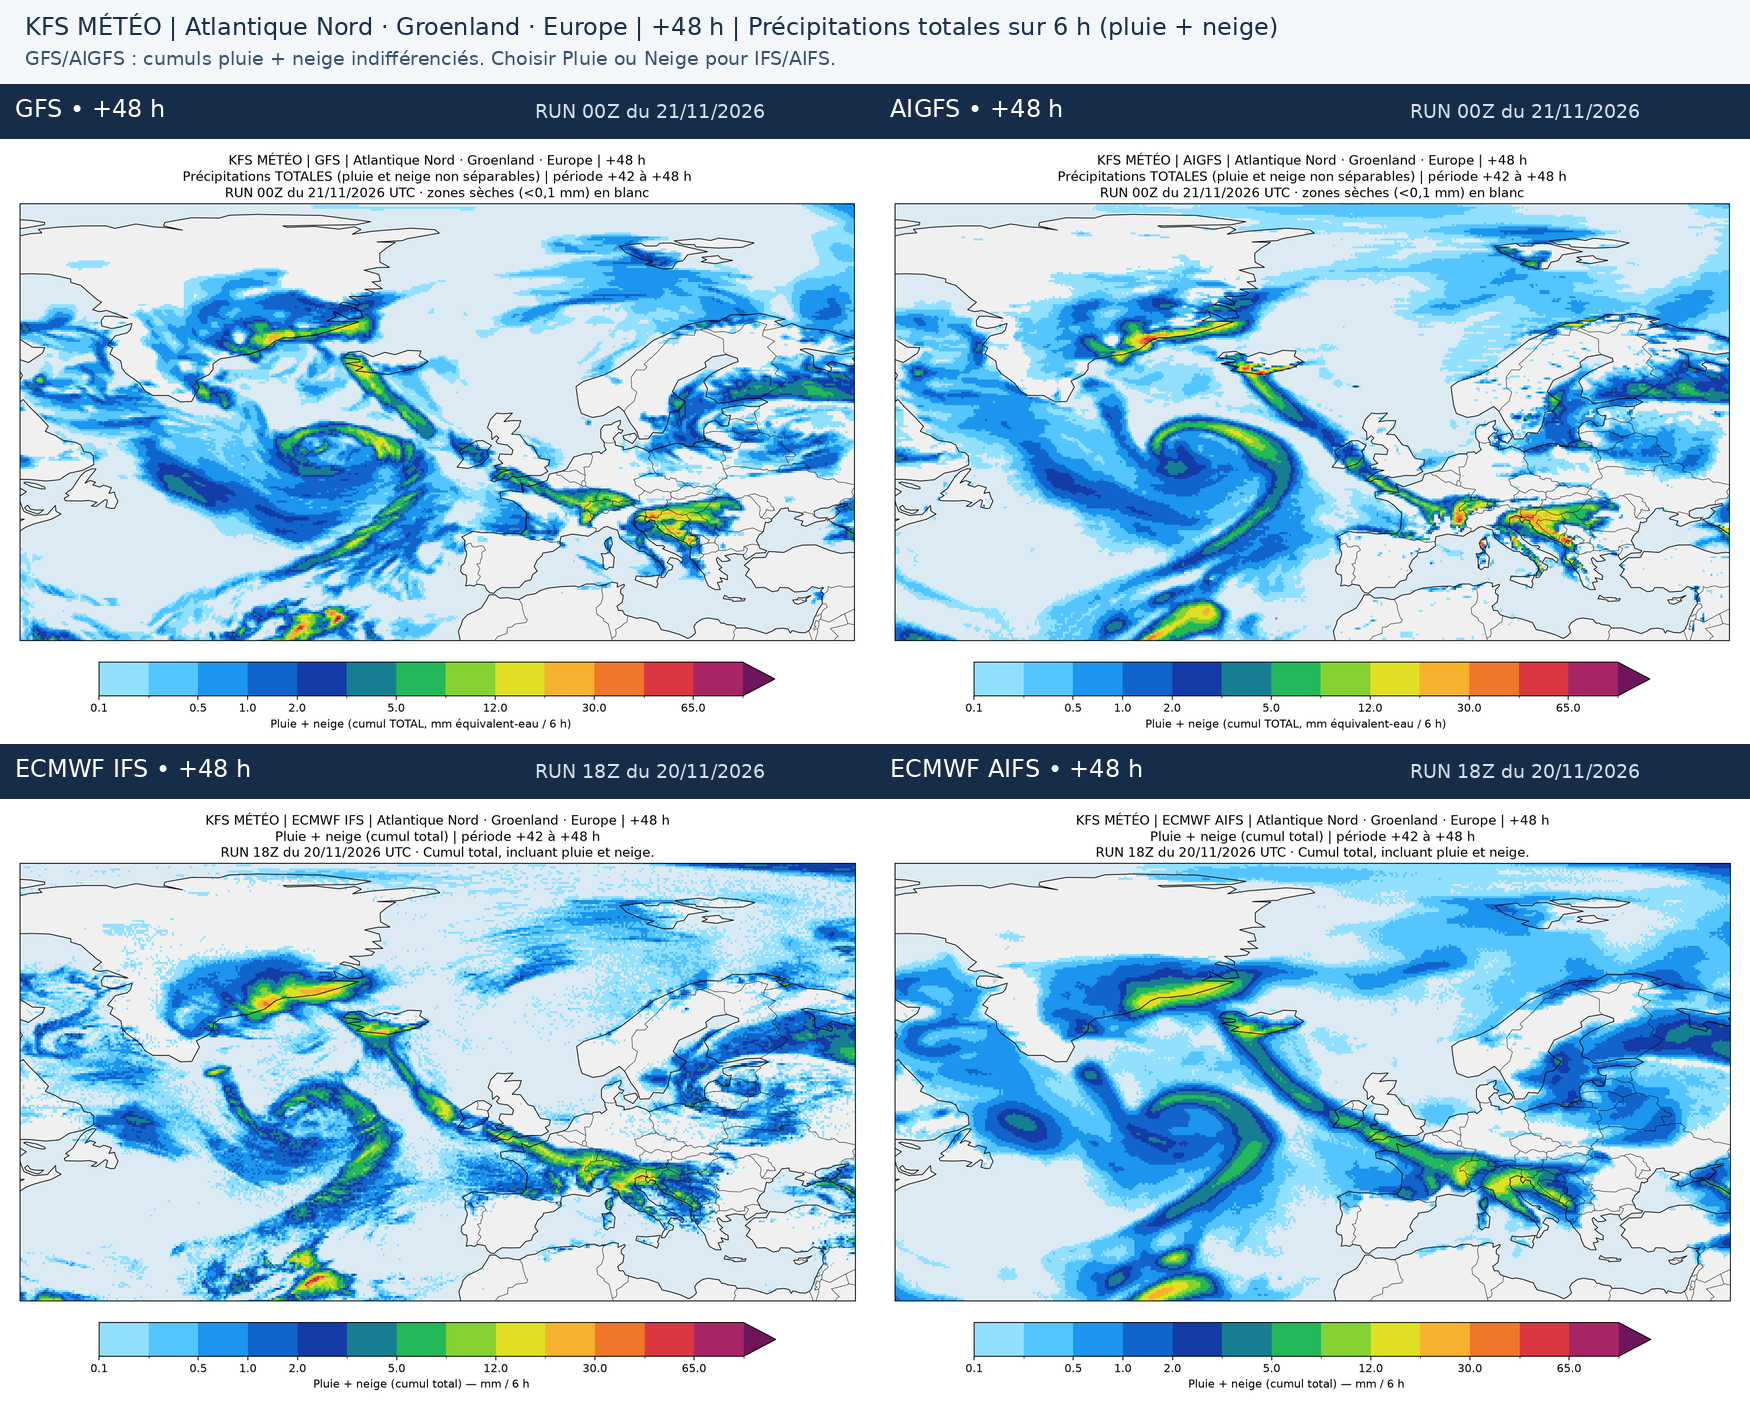 KFS MÉTÉO | Atlantique Nord · Groenland · Europe | +48 h | Précipitations totales sur 6 h (pluie + neige)
GFS/AIGFS : cumuls pluie + neige indifférenciés. Choisir Pluie ou Neige pour IFS/AIFS.
GFS • +48 h
RUN 00Z du 21/11/2026
AIGFS • +48 h
RUN 00Z du 21/11/2026
KFS MÉTÉO | GFS | Atlantique Nord · Groenland · Europe | +48 h
Précipitations TOTALES (pluie et neige non séparables) | période +42 à +48 h
RUN 00Z du 21/11/2026 UTC · zones sèches (<0,1 mm) en blanc
KFS MÉTÉO | AIGFS | Atlantique Nord · Groenland · Europe | +48 h
Précipitations TOTALES (pluie et neige non séparables) | période +42 à +48 h
RUN 00Z du 21/11/2026 UTC · zones sèches (<0,1 mm) en blanc
0.1 0.5 1.0 2.0 5.0 12.0 30.0 65.0
Pluie + neige (cumul TOTAL, mm équivalent-eau / 6 h)
0.1 0.5 1.0 2.0 5.0 12.0 30.0 65.0
Pluie + neige (cumul TOTAL, mm équivalent-eau / 6 h)
ECMWF IFS • +48 h
RUN 18Z du 20/11/2026
ECMWF AIFS • +48 h
RUN 18Z du 20/11/2026
KFS MÉTÉO | ECMWF IFS | Atlantique Nord · Groenland · Europe | +48 h
Pluie + neige (cumul total) | période +42 à +48 h
RUN 18Z du 20/11/2026 UTC · Cumul total, incluant pluie et neige.
KFS MÉTÉO | ECMWF AIFS | Atlantique Nord · Groenland · Europe | +48 h
Pluie + neige (cumul total) | période +42 à +48 h
RUN 18Z du 20/11/2026 UTC · Cumul total, incluant pluie et neige.
0.1 0.5 1.0 2.0 5.0 12.0 30.0 65.0
Pluie + neige (cumul total) — mm / 6 h
0.1 0.5 1.0 2.0 5.0 12.0 30.0 65.0
Pluie + neige (cumul total) — mm / 6 h